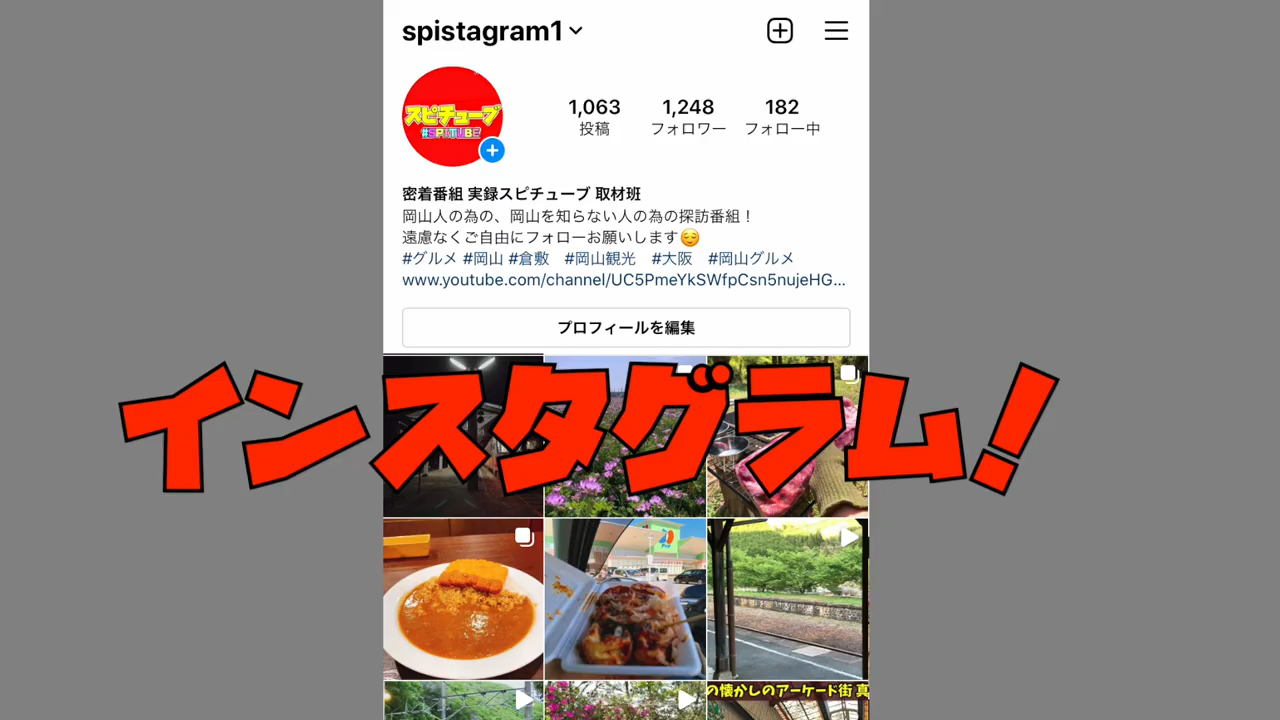 spistagram1
スピチューブ
#SPITUBE
1,063 1,248 182
投稿 フォロワー フォロー中
密着番組 実録スピチューブ 取材班
岡山人の為の、岡山を知らない人の為の探訪番組！
遠慮なくご自由にフォローお願いします😌
#グルメ #岡山 #倉敷　#岡山観光　#大阪　#岡山グルメ
www.youtube.com/channel/UC5PmeYkSWfpCsn5nujeHG...
プロフィールを編集
インスタグラム！
の懐かしのアーケード街 真